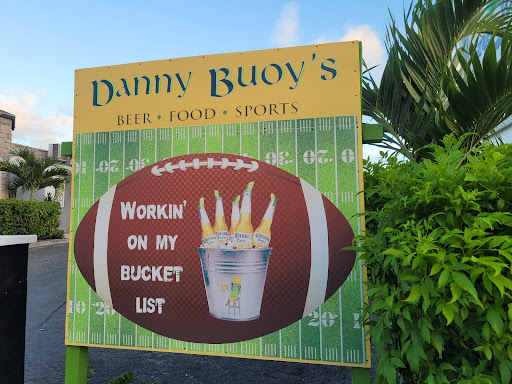 DANNY BUOY'S
BEER • FOOD • SPORTS
WORKIN'
ON MY
BUCKET
LIST